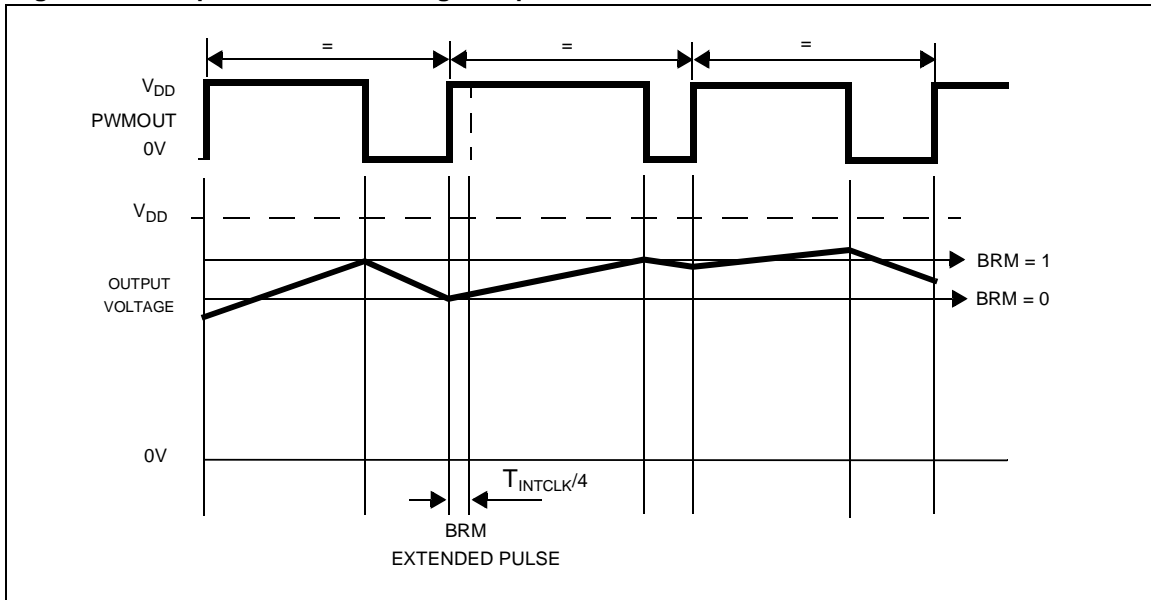 = = =
VDD
PWMOUT
0V
VDD
OUTPUT
VOLTAGE
BRM = 1
BRM = 0
0V
TINTCLK/4
BRM
EXTENDED PULSE